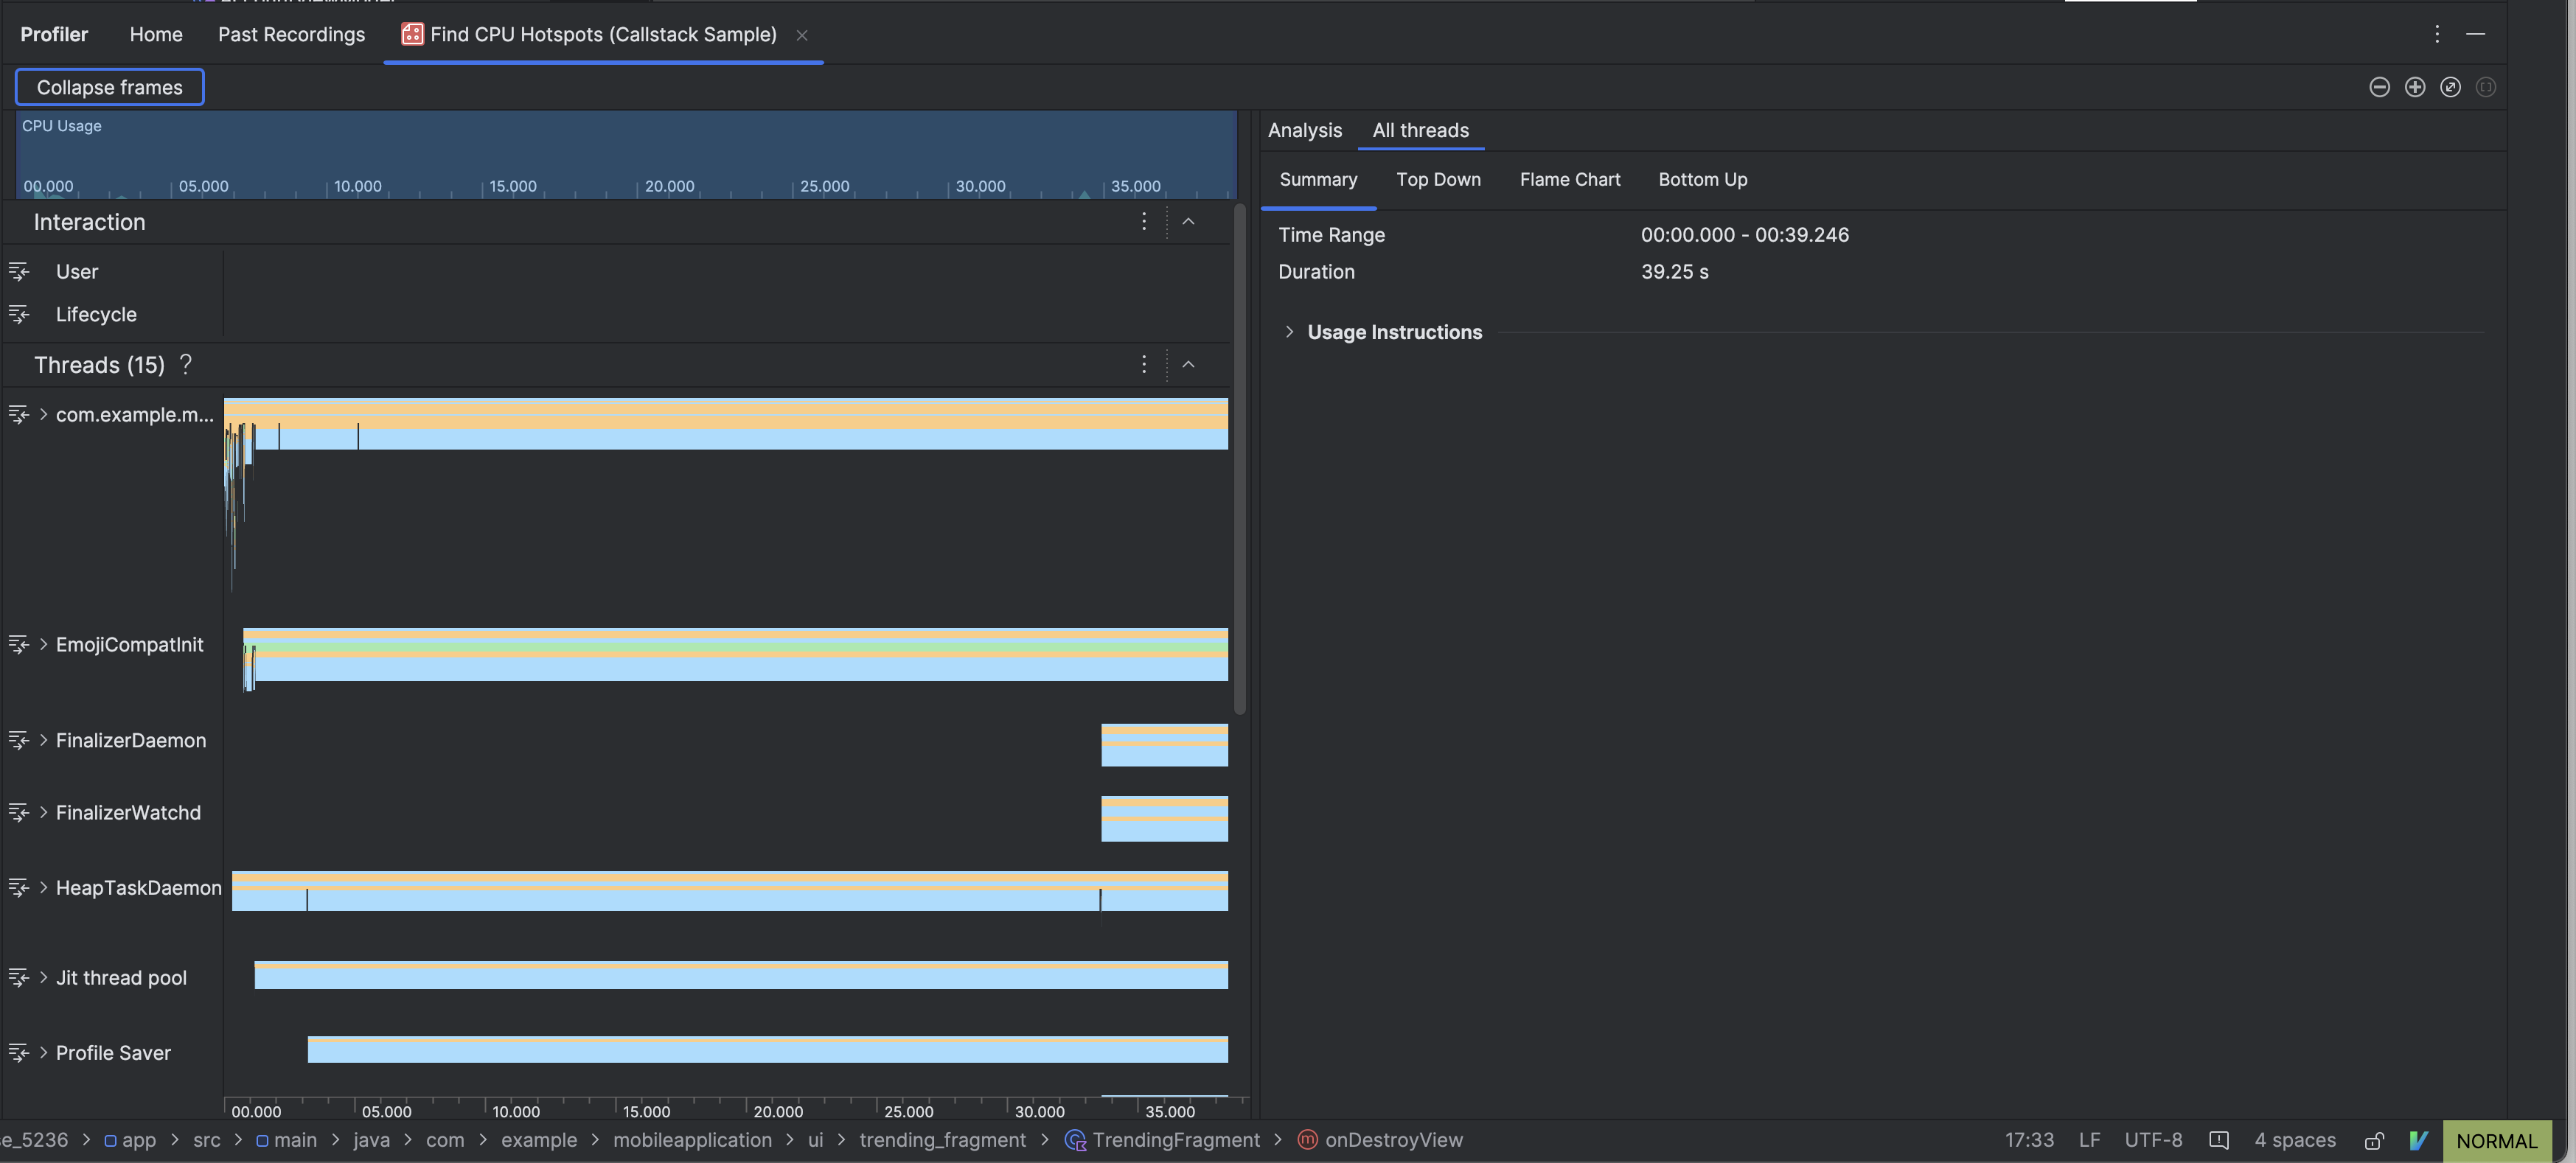 Profiler Home Past Recordings Find CPU Hotspots (Callstack Sample)
Collapse frames
CPU Usage
00.000 05.000 10.000 15.000 20.000 25.000 30.000 35.000
Interaction
User
Lifecycle
Threads (15) ?
com.example.m...
EmojiCompatInit
FinalizerDaemon
FinalizerWatchd
HeapTaskDaemon
Jit thread pool
Profile Saver
00.000 05.000 10.000 15.000 20.000 25.000 30.000 35.000
Analysis All threads
Summary Top Down Flame Chart Bottom Up
Time Range 00:00.000 - 00:39.246
Duration 39.25 s
Usage Instructions
se_5236 > app > src > main > java > com > example > mobileapplication > ui > trending_fragment > TrendingFragment > onDestroyView 17:33 LF UTF-8 4 spaces NORMAL